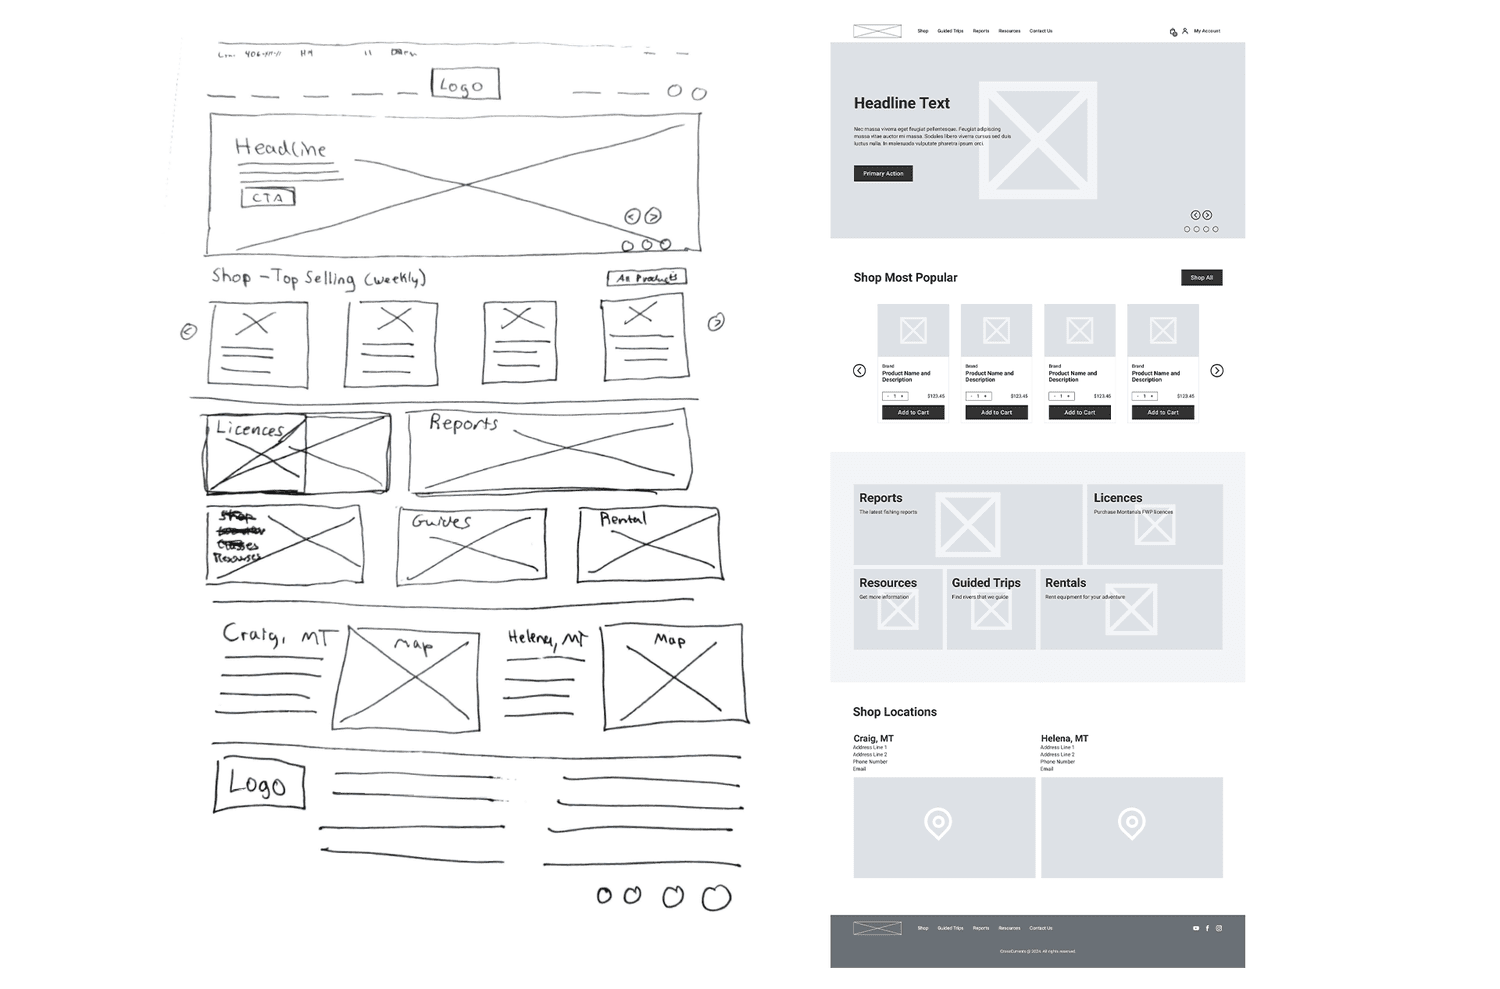 406-
HM
Logo
Headline
CTA
Shop - Top Selling (weekly)
All Products
Licences
Reports
Classes
Guides
Rental
Craig, MT
Map
Helena, MT
Map
Logo
Shop Guided Trips Reports Resources Contact Us
My Account
Headline Text
Nec massa viverra eget feugiat pellentesque. Feugiat adipiscing
massa vitae auctor mi massa. Sodales libero viverra cursus sed duis
luctus nulla. In malesuada vulputate pharetra ipsum orci.
Primary Action
Shop Most Popular
Shop All
Brand Brand Brand Brand
Product Name and Product Name and Product Name and Product Name and
Description Description Description Description
- 1 + $123.45 - 1 + $123.45 - 1 + $123.45 - 1 + $123.45
Add to Cart Add to Cart Add to Cart Add to Cart
Reports
The latest fishing reports
Licences
Purchase Montana's FWP licences
Resources
Get more information
Guided Trips
Find rivers that we guide
Rentals
Rent equipment for your adventure
Shop Locations
Craig, MT
Address Line 1
Address Line 2
Phone Number
Email
Helena, MT
Address Line 1
Address Line 2
Phone Number
Email
Shop Guided Trips Reports Resources Contact Us
CrossCurrents @ 2024. All rights reserved.